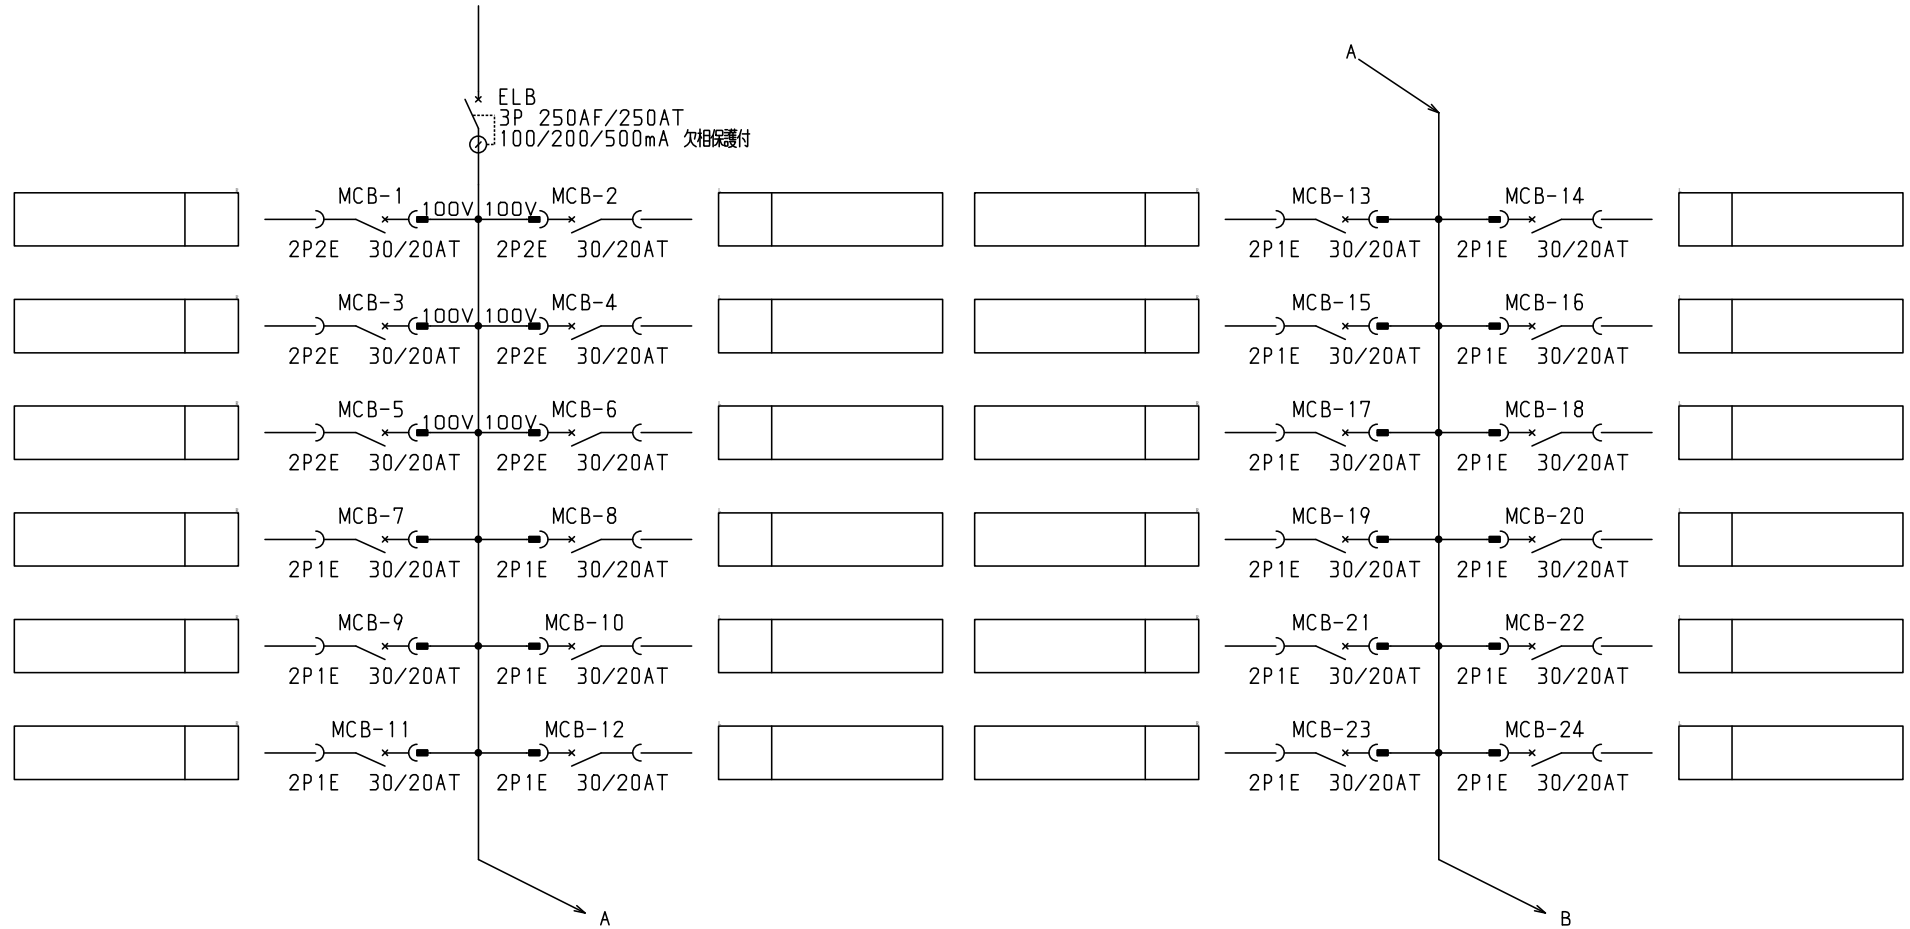 ELB
3P 250AF/250AT
100/200/500mA 欠相保護付
MCB-1 MCB-2
100V 100V
2P2E 30/20AT 2P2E 30/20AT
MCB-3 MCB-4
100V 100V
2P2E 30/20AT 2P2E 30/20AT
MCB-5 MCB-6
100V 100V
2P2E 30/20AT 2P2E 30/20AT
MCB-7 MCB-8
2P1E 30/20AT 2P1E 30/20AT
MCB-9 MCB-10
2P1E 30/20AT 2P1E 30/20AT
MCB-11 MCB-12
2P1E 30/20AT 2P1E 30/20AT
A
A
MCB-13 MCB-14
2P1E 30/20AT 2P1E 30/20AT
MCB-15 MCB-16
2P1E 30/20AT 2P1E 30/20AT
MCB-17 MCB-18
2P1E 30/20AT 2P1E 30/20AT
MCB-19 MCB-20
2P1E 30/20AT 2P1E 30/20AT
MCB-21 MCB-22
2P1E 30/20AT 2P1E 30/20AT
MCB-23 MCB-24
2P1E 30/20AT 2P1E 30/20AT
B